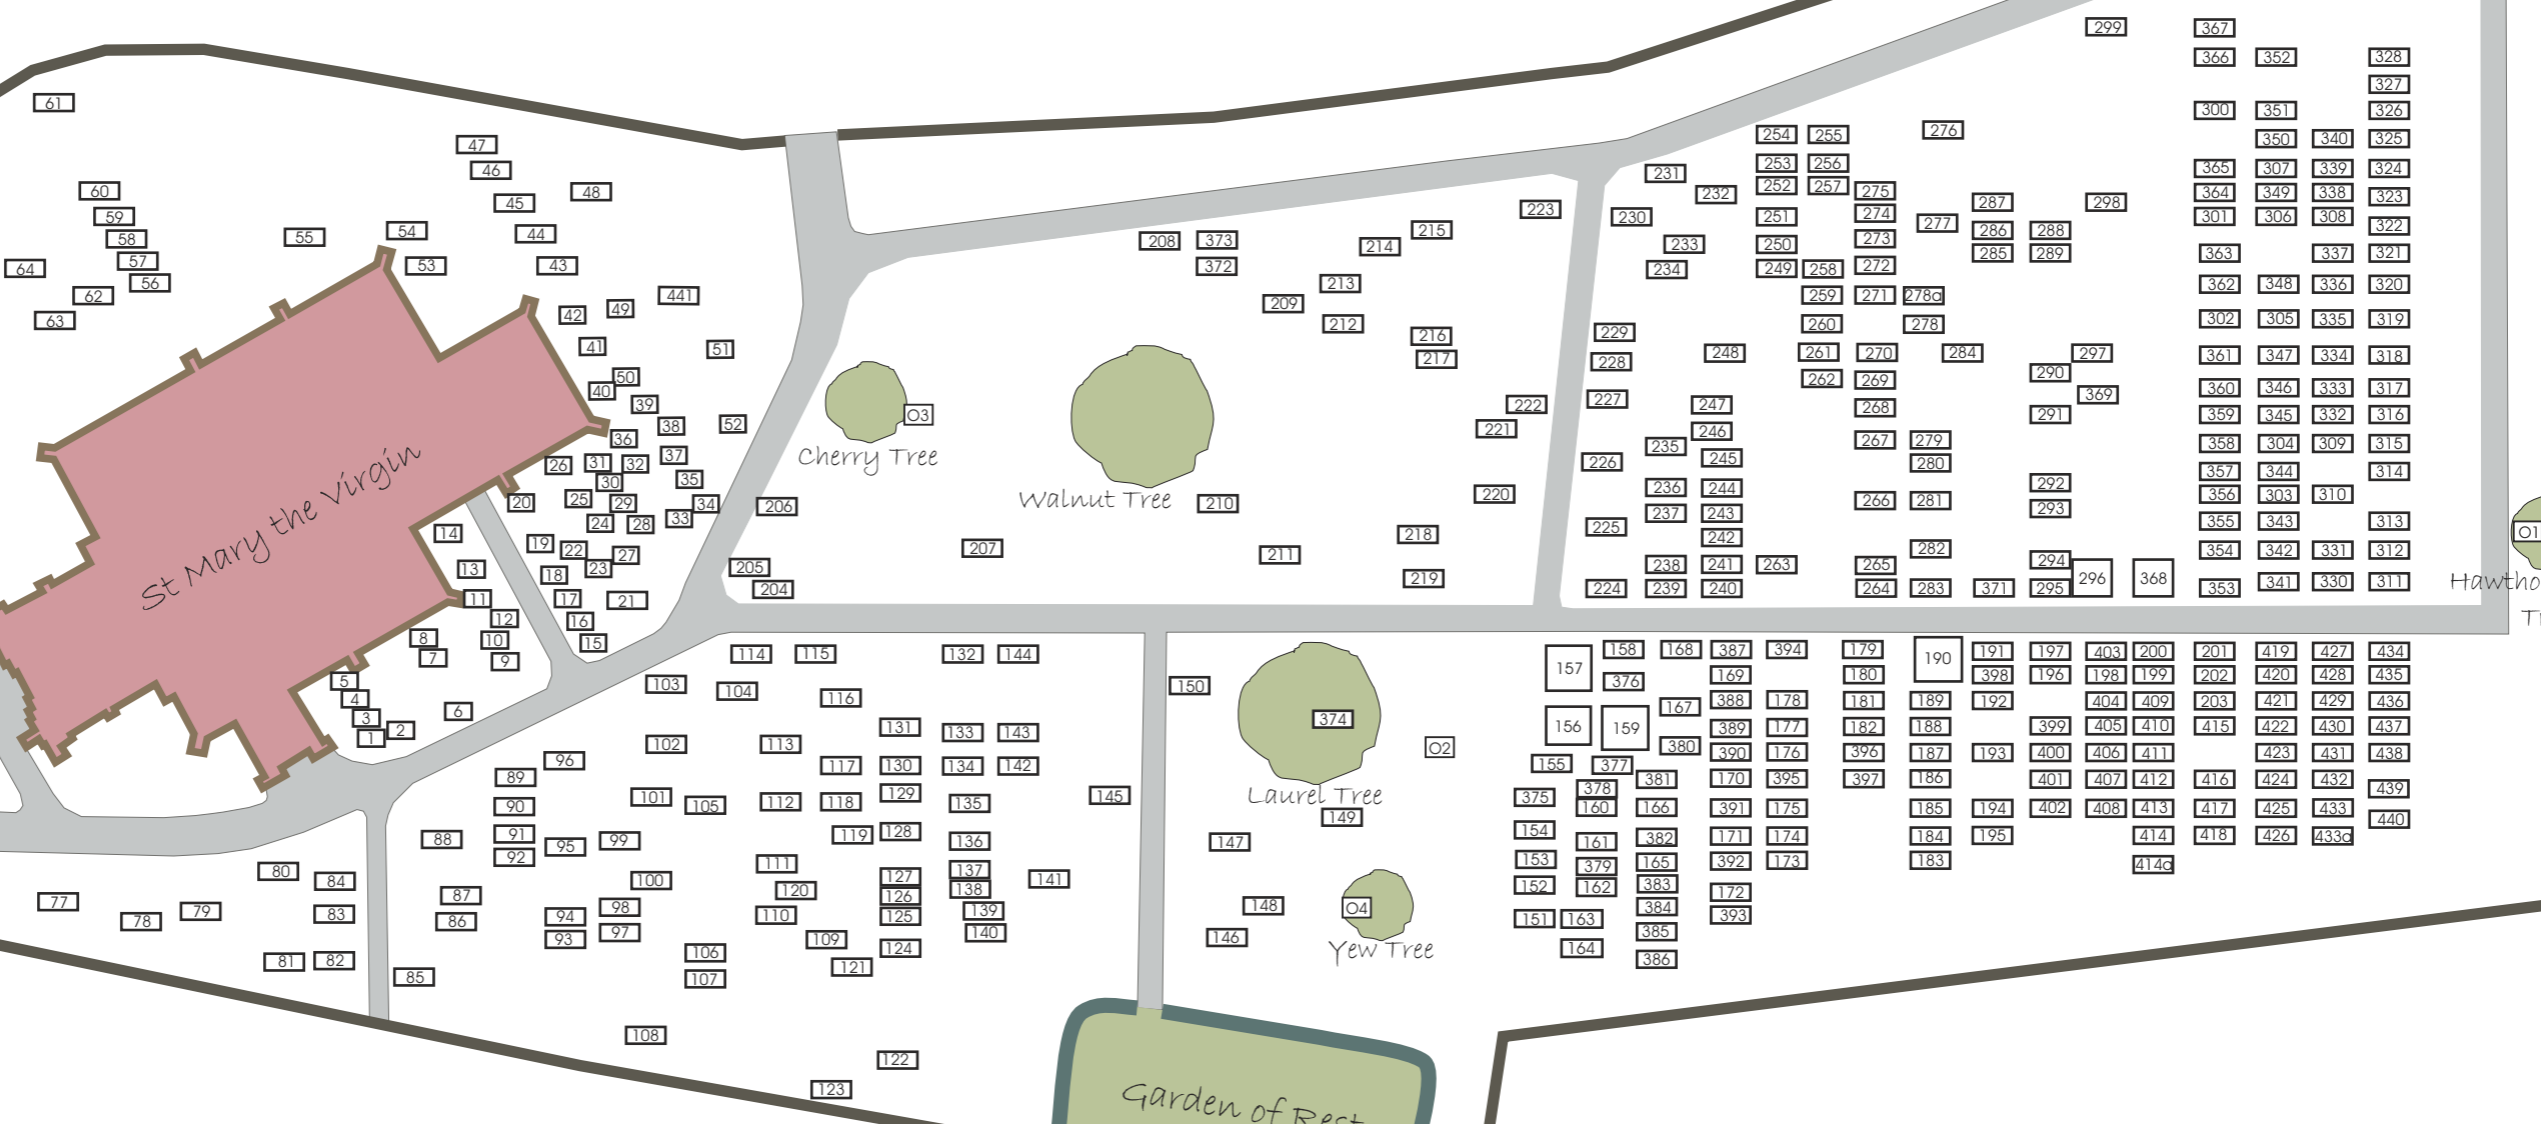 299 367
366 352 328
327
61
300 351 326
254 255 276
350 340 325
47
253 256
46
231 365 307 339 324
60 48
252 257 275
232 364 349 338 323
45
287 298
59 223 230 251 274 301 306 308
277 322
54 215 286 288
55 58 44
208 373 214 233 250 273
285 289 363 337 321
57
64 53 43 372 234 249 258 272
56 213 362 348 336 320
62 441 259 271 278a
209
49
42
63 212 260 278 302 305 335 319
229
216
41 51 248 261 270 284 297 361 347 334 318
217 228
290
50 262 269
40 360 346 333 317
369
227
39 222 247 268
O3 291 359 345 332 316
38 52
221 246
36 267 279 358 304 309 315
235
37 Cherry Tree 245
26 31 32 226 280
357 344 314
35 30 292
236 244
25 220 356 303 310
20 29 34 206 Walnut Tree 210 266 281
293
33 237 243
24 28 355 343 313
225
14 O1
St Mary the Virgin
218 242
19 22 207 282 354 342 331 312
27 211
294
13 23 205 238 241 263 265
18
219 296 368 Hawtho
341 330 311
204 224 239 240 264 283 371 295 353
11 17 21
T
12 16
8 10 15
7 9 114 115 132 144 158 168 387 394 179 190 191 197 403 200 201 419 427 434
157
5 103 150 376 169 180 398 196 198 199 202 420 428 435
4 104 116 388 178 181 189 192 404 409 203 421 429 436
6 167
3 374
2 131 133 143 156 159 389 177 182 188 399 405 410 415 422 430 437
1 102 113 O2 380
96 117 130 134 142 155 377 390 176 396 187 193 400 406 411 423 431 438
89 381 170 395 397 186 401 407 412 416 424 432
378 439
101 129 145 Laurel Tree 375
90 105 112 118 135 160 166 391 175 185 194 402 408 413 417 425 433
149 440
91 119 128 154 171 174 184 195 414 418 426 433a
88 95 99 136 147 161 382
92 111 153 379 165 392 173 183 414a
80 84 100 127 137 141 152 162 383
87 120 126 138 172
77 148 O4 384
79 83 94 98 110 125 139 151 163 393
78 86 97 140 385
93 109 146
106 124 164 Yew Tree
81 82 121 386
85 107
108
122
123
Garden of Rest